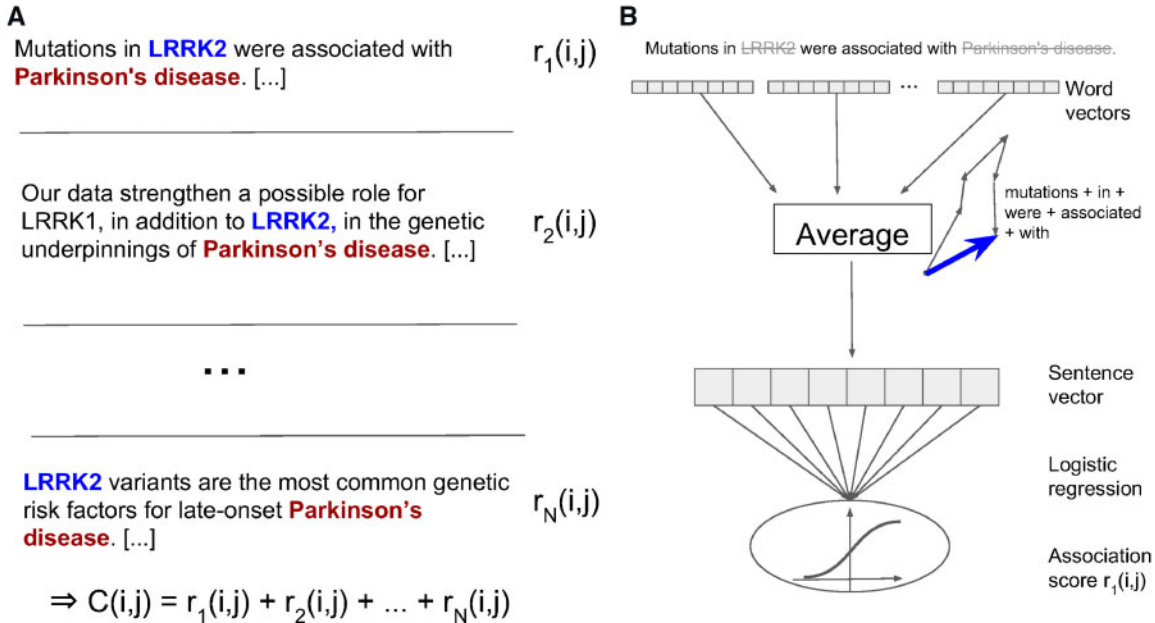 A
Mutations in LRRK2 were associated with
Parkinson's disease. [...]
r1(i,j)
Our data strengthen a possible role for
LRRK1, in addition to LRRK2, in the genetic
underpinnings of Parkinson’s disease. [...]
r2(i,j)
...
LRRK2 variants are the most common genetic
risk factors for late-onset Parkinson’s
disease. [...]
rN(i,j)
⇒ C(i,j) = r1(i,j) + r2(i,j) + ... + rN(i,j)
B
Mutations in LRRK2 were associated with Parkinson's disease.
...
Word
vectors
mutations + in +
were + associated
+ with
Average
Sentence
vector
Logistic
regression
Association
score r1(i,j)